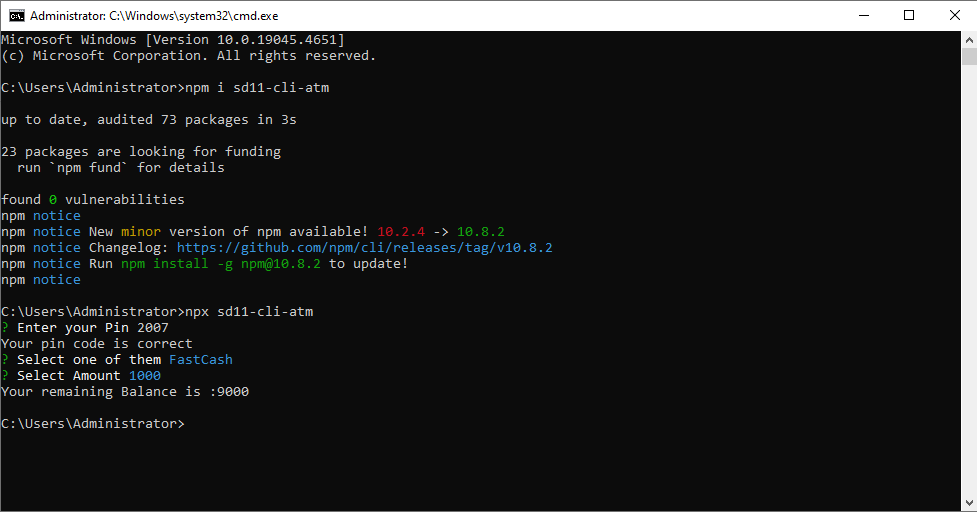 Administrator: C:\Windows\system32\cmd.exe
Microsoft Windows [Version 10.0.19045.4651]
(c) Microsoft Corporation. All rights reserved.
C:\Users\Administrator>npm i sd11-cli-atm
up to date, audited 73 packages in 3s
23 packages are looking for funding
  run `npm fund` for details
found 0 vulnerabilities
npm notice
npm notice New minor version of npm available! 10.2.4 -> 10.8.2
npm notice Changelog: https://github.com/npm/cli/releases/tag/v10.8.2
npm notice Run npm install -g npm@10.8.2 to update!
npm notice
C:\Users\Administrator>npx sd11-cli-atm
? Enter your Pin 2007
Your pin code is correct
? Select one of them FastCash
? Select Amount 1000
Your remaining Balance is :9000
C:\Users\Administrator>